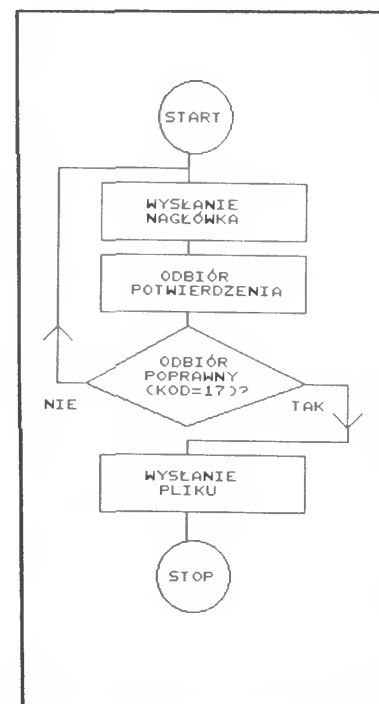 START
WYSŁANIE
NAGŁÓWKA
ODBIÓR
POTWIERDZENIA
ODBIÓR
POPRAWNY
(KOD=17)?
NIE
TAK
WYSŁANIE
PLIKU
STOP